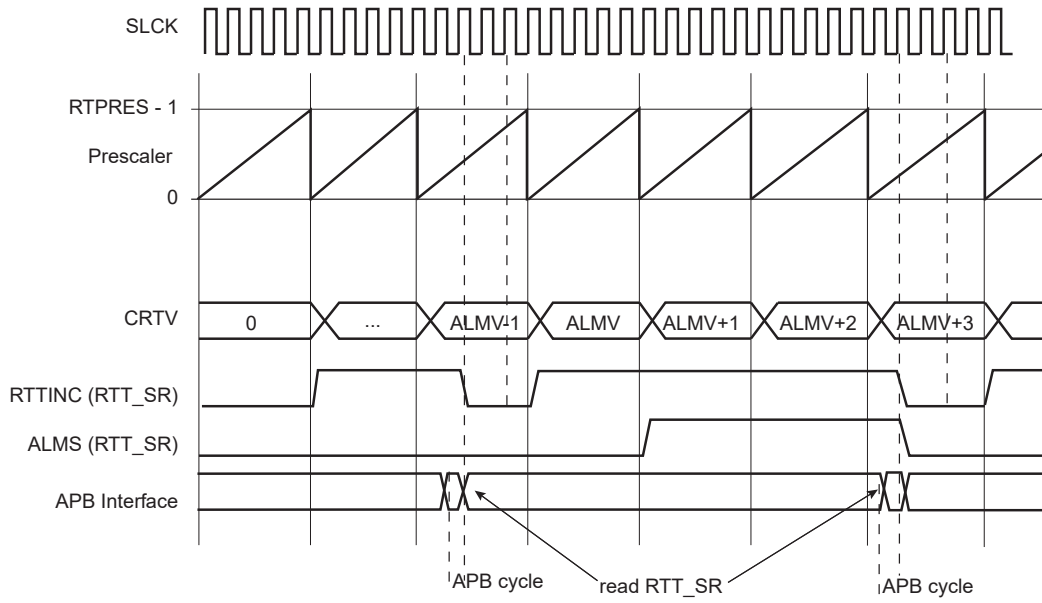 SLCK
RTPRES - 1
Prescaler
0
CRTV
0 ... ALMV-1 ALMV ALMV+1 ALMV+2 ALMV+3
RTTINC (RTT_SR)
ALMS (RTT_SR)
APB Interface
APB cycle read RTT_SR APB cycle